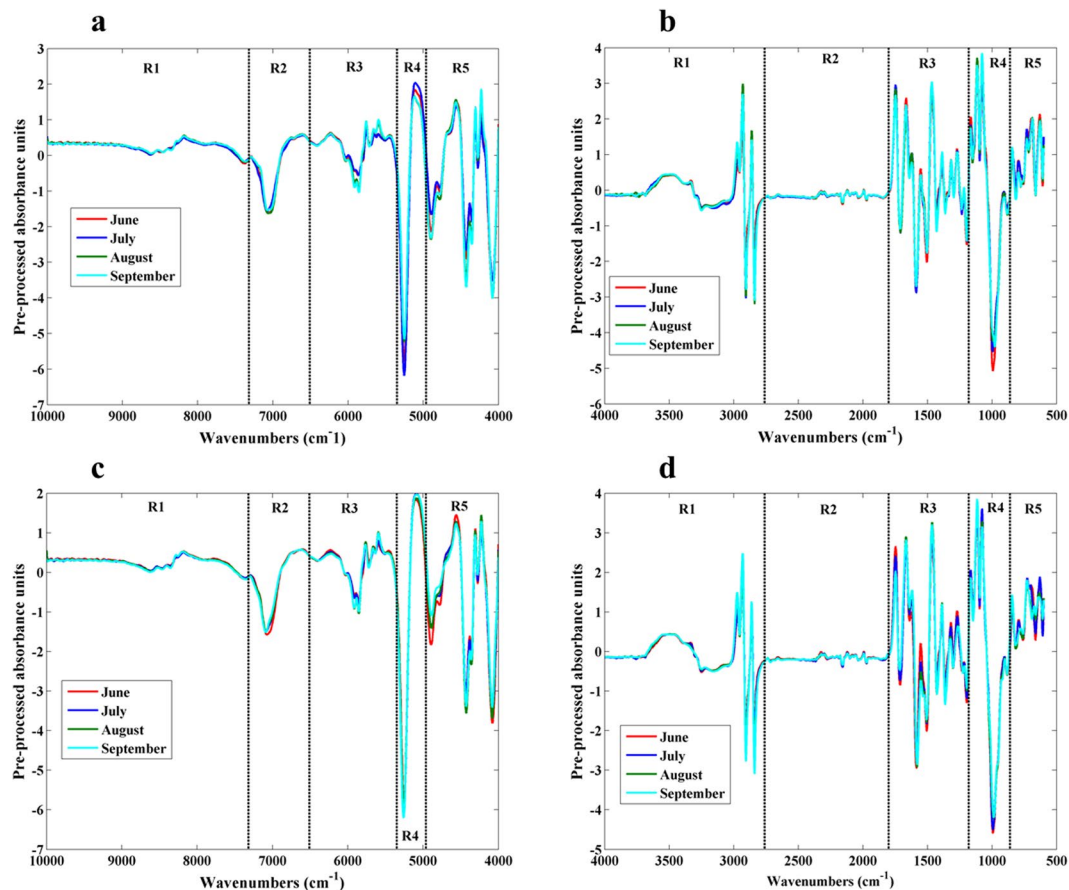 a
3
2
1
0
-1
-2
-3
-4
-5
-6
-7
Pre-processed absorbance units
R1 R2 R3 R4 R5
June
July
August
September
10000 9000 8000 7000 6000 5000 4000
Wavenumbers (cm⁻1)
b
4
3
2
1
0
-1
-2
-3
-4
-5
-6
Pre-processed absorbance units
R1 R2 R3 R4 R5
June
July
August
September
4000 3500 3000 2500 2000 1500 1000 500
Wavenumbers (cm⁻¹)
c
2
1
0
-1
-2
-3
-4
-5
-6
-7
Pre-processed absorbance units
R1 R2 R3 R5
June
July
August
September
R4
10000 9000 8000 7000 6000 5000 4000
Wavenumbers (cm⁻¹)
d
4
3
2
1
0
-1
-2
-3
-4
-5
Pre-processed absorbance units
R1 R2 R3 R4 R5
June
July
August
September
4000 3500 3000 2500 2000 1500 1000 500
Wavenumbers (cm⁻¹)